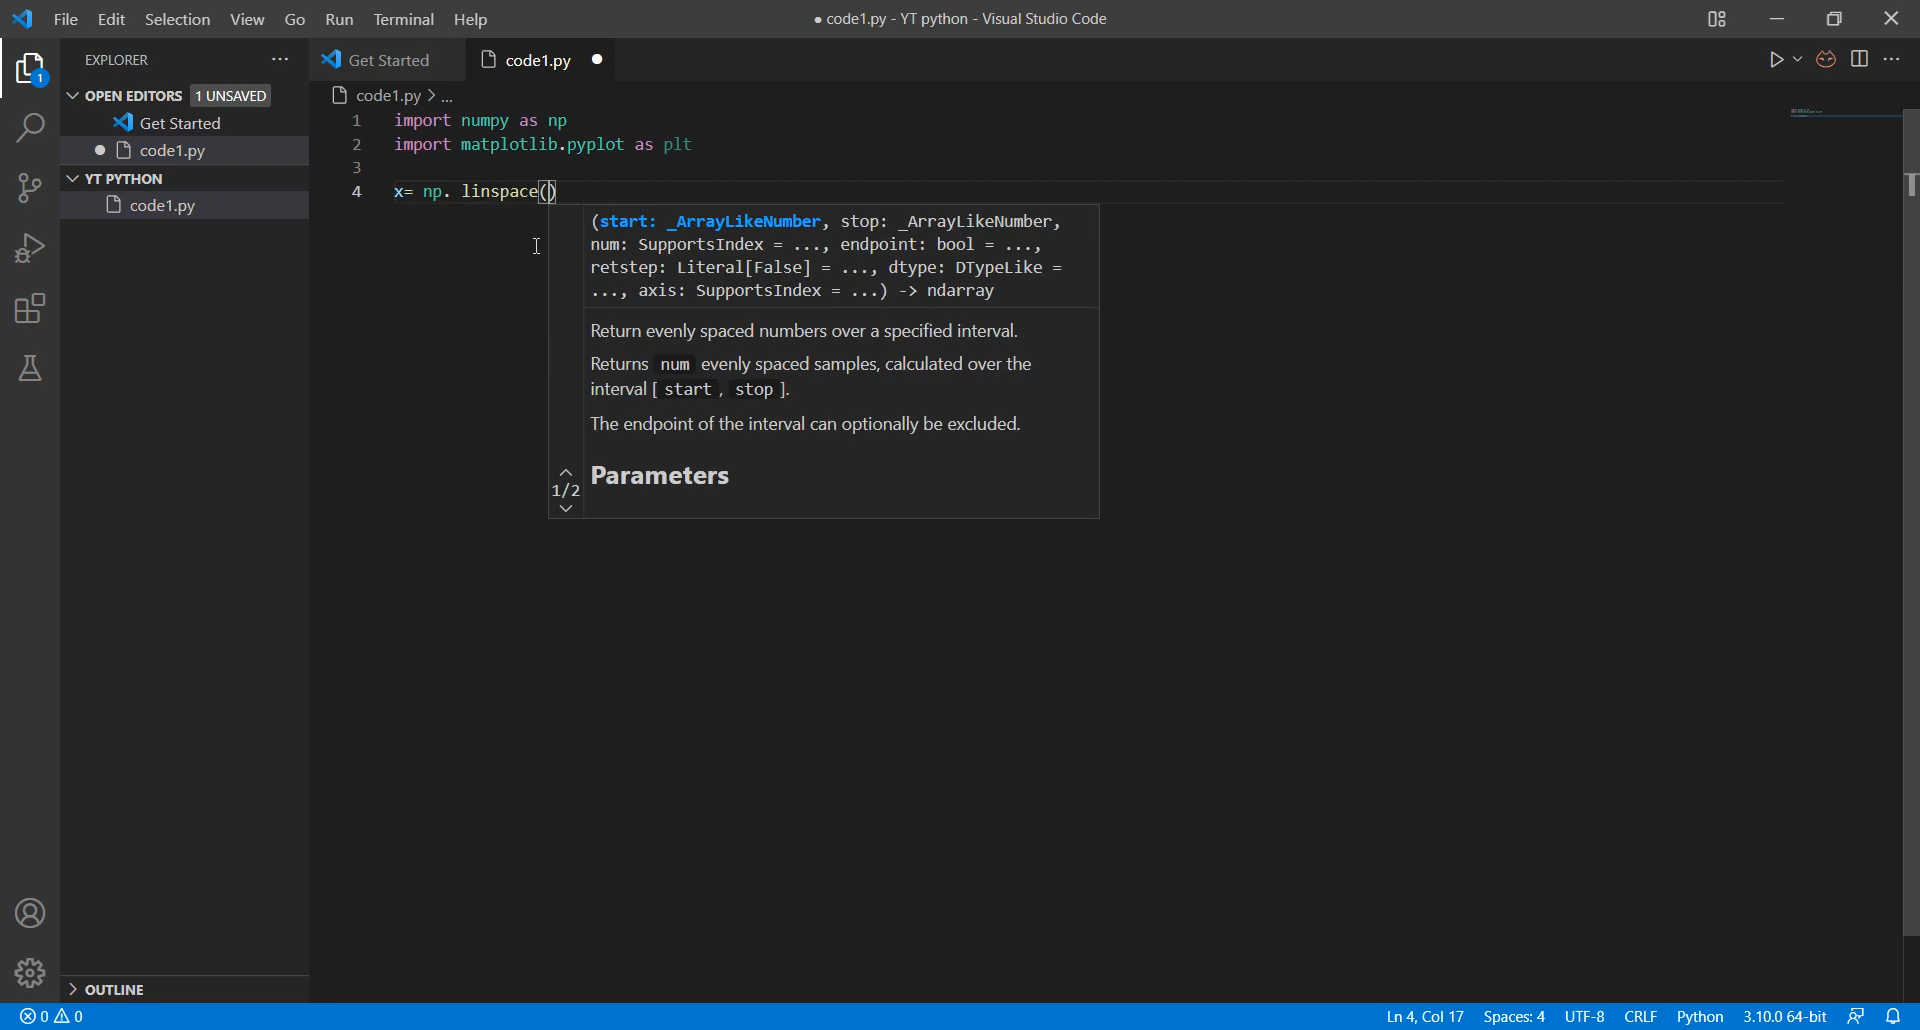 File Edit Selection View Go Run Terminal Help
● code1.py - YT python - Visual Studio Code
1
EXPLORER
OPEN EDITORS 1 UNSAVED
Get Started
code1.py
YT PYTHON
code1.py
OUTLINE
Get Started
code1.py
code1.py > ...
1 import numpy as np
2 import matplotlib.pyplot as plt
3
4 x= np. linspace()
(start: _ArrayLikeNumber, stop: _ArrayLikeNumber,
num: SupportsIndex = ..., endpoint: bool = ...,
retstep: Literal[False] = ..., dtype: DTypeLike =
..., axis: SupportsIndex = ...) -> ndarray
Return evenly spaced numbers over a specified interval.
Returns num evenly spaced samples, calculated over the
interval [ start , stop ].
The endpoint of the interval can optionally be excluded.
Parameters
1/2
0 0
Ln 4, Col 17 Spaces: 4 UTF-8 CRLF Python 3.10.0 64-bit